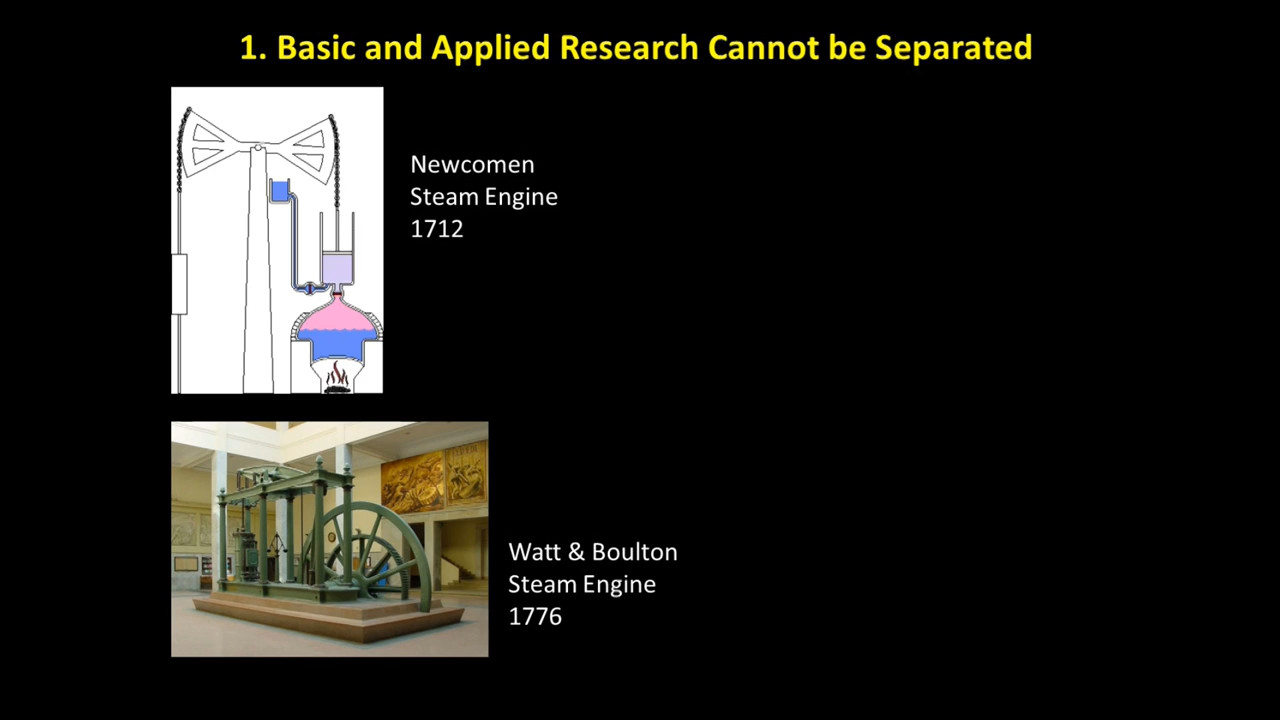 1. Basic and Applied Research Cannot be Separated
Newcomen
Steam Engine
1712
Watt & Boulton
Steam Engine
1776